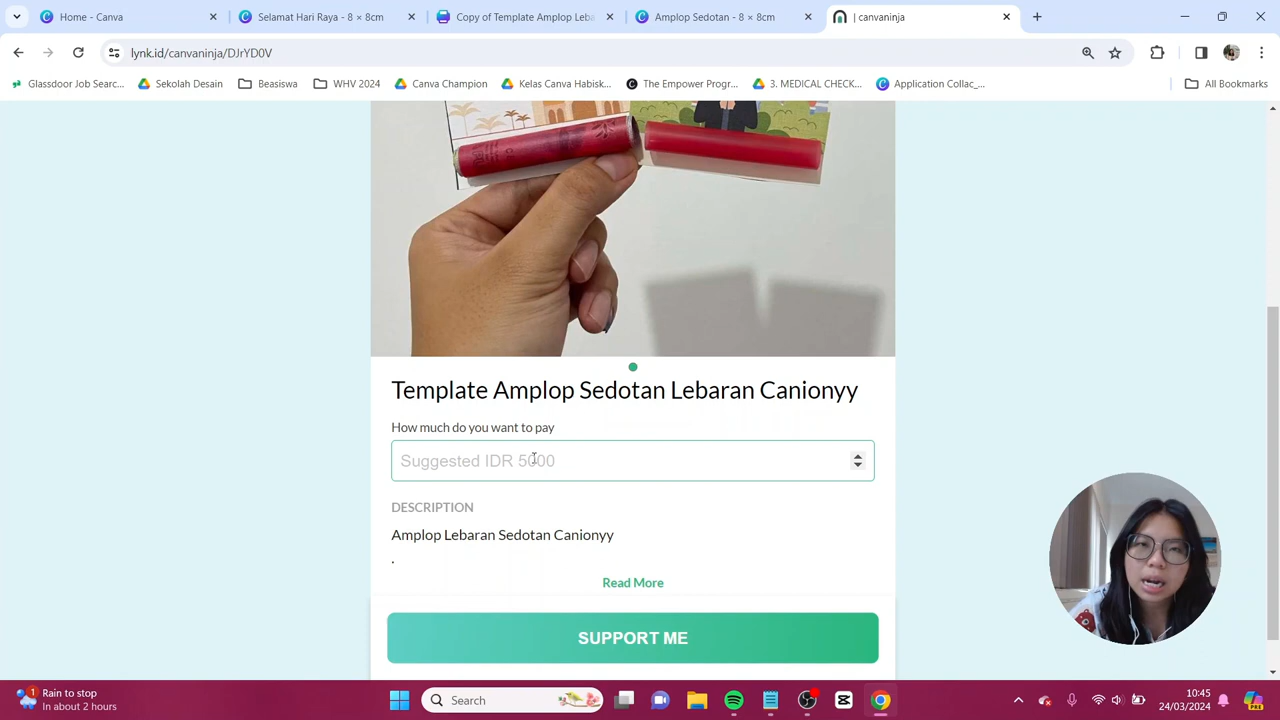 Home - Canva
Selamat Hari Raya - 8 × 8cm
Copy of Template Amplop Leba
Amplop Sedotan - 8 × 8cm
| canvaninja
lynk.id/canvaninja/DJrYD0V
Glassdoor Job Searc...
Sekolah Desain
Beasiswa
WHV 2024
Canva Champion
Kelas Canva Habisk...
The Empower Progr...
3. MEDICAL CHECK...
Application Collac_...
All Bookmarks
Template Amplop Sedotan Lebaran Canionyy
How much do you want to pay
Suggested IDR 5000
DESCRIPTION
Amplop Lebaran Sedotan Canionyy
.
Read More
SUPPORT ME
1
Rain to stop
In about 2 hours
Search
10:45
24/03/2024